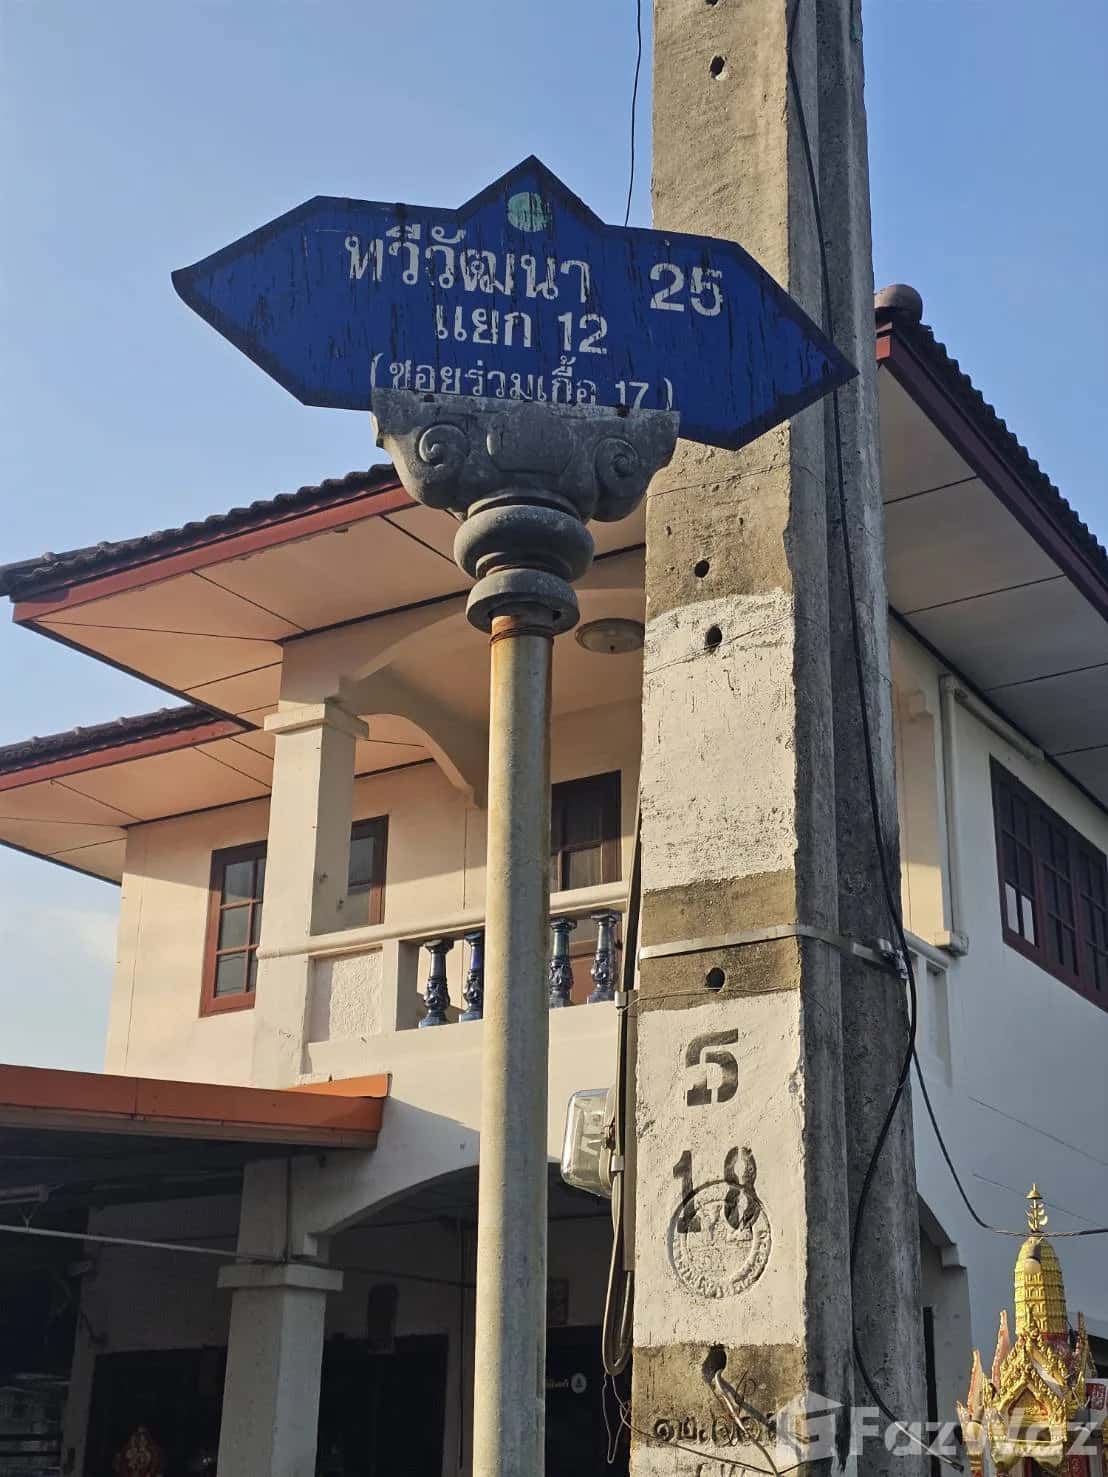 ทวีวัฒนา 25
แยก 12
(ซอยร่วมเกื้อ 17)
5
18
FazWaz